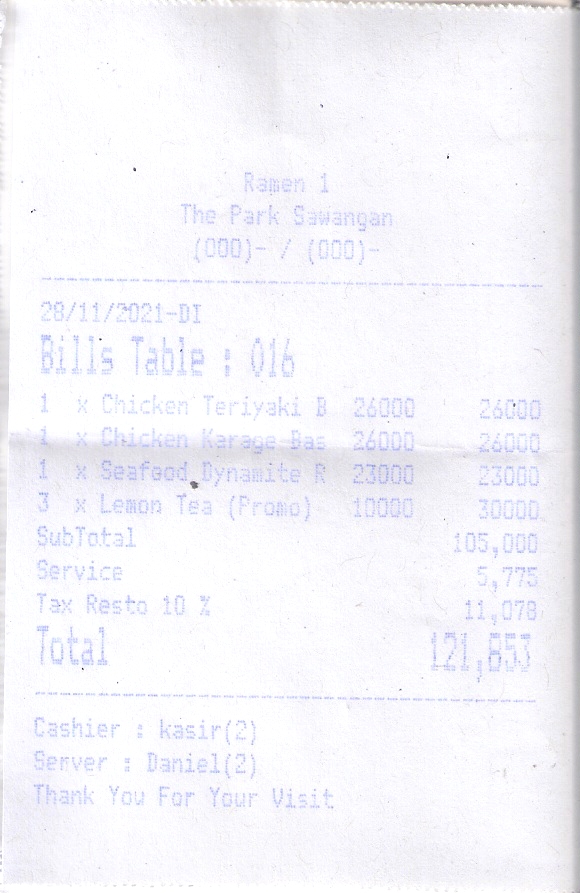 Ramen 1
The Park Sawangan
(000)- / (000)-
28/11/2021-DI
Bills Table : 016
1 x Chicken Teriyaki B 26000 26000
1 x Chicken Karage Bas 26000 26000
1 x Seafood Dynamite R 23000 23000
3 x Lemon Tea (Promo) 10000 30000
SubTotal 105,000
Service 5,775
Tax Resto 10 % 11,078
Total 121,853
Cashier : kasir(2)
Server : Daniel(2)
Thank You For Your Visit